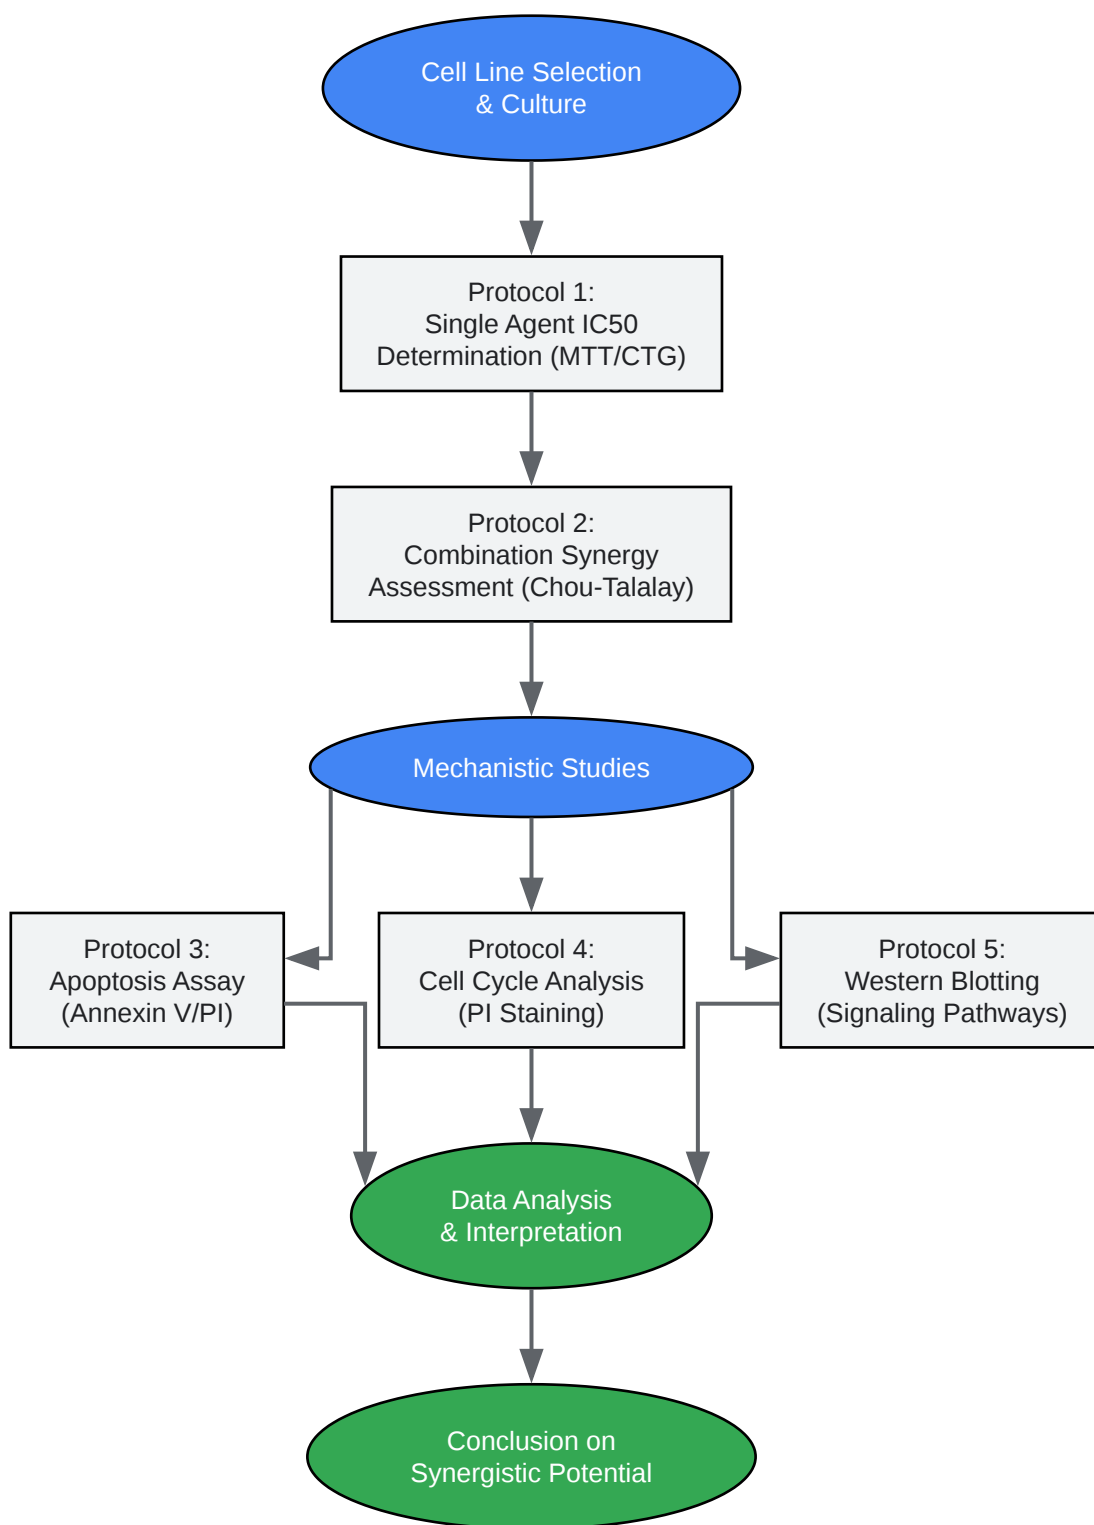 Cell Line Selection
& Culture
Protocol 1:
Single Agent IC50
Determination (MTT/CTG)
Protocol 2:
Combination Synergy
Assessment (Chou-Talalay)
Mechanistic Studies
Protocol 3:
Apoptosis Assay
(Annexin V/PI)
Protocol 4:
Cell Cycle Analysis
(PI Staining)
Protocol 5:
Western Blotting
(Signaling Pathways)
Data Analysis
& Interpretation
Conclusion on
Synergistic Potential